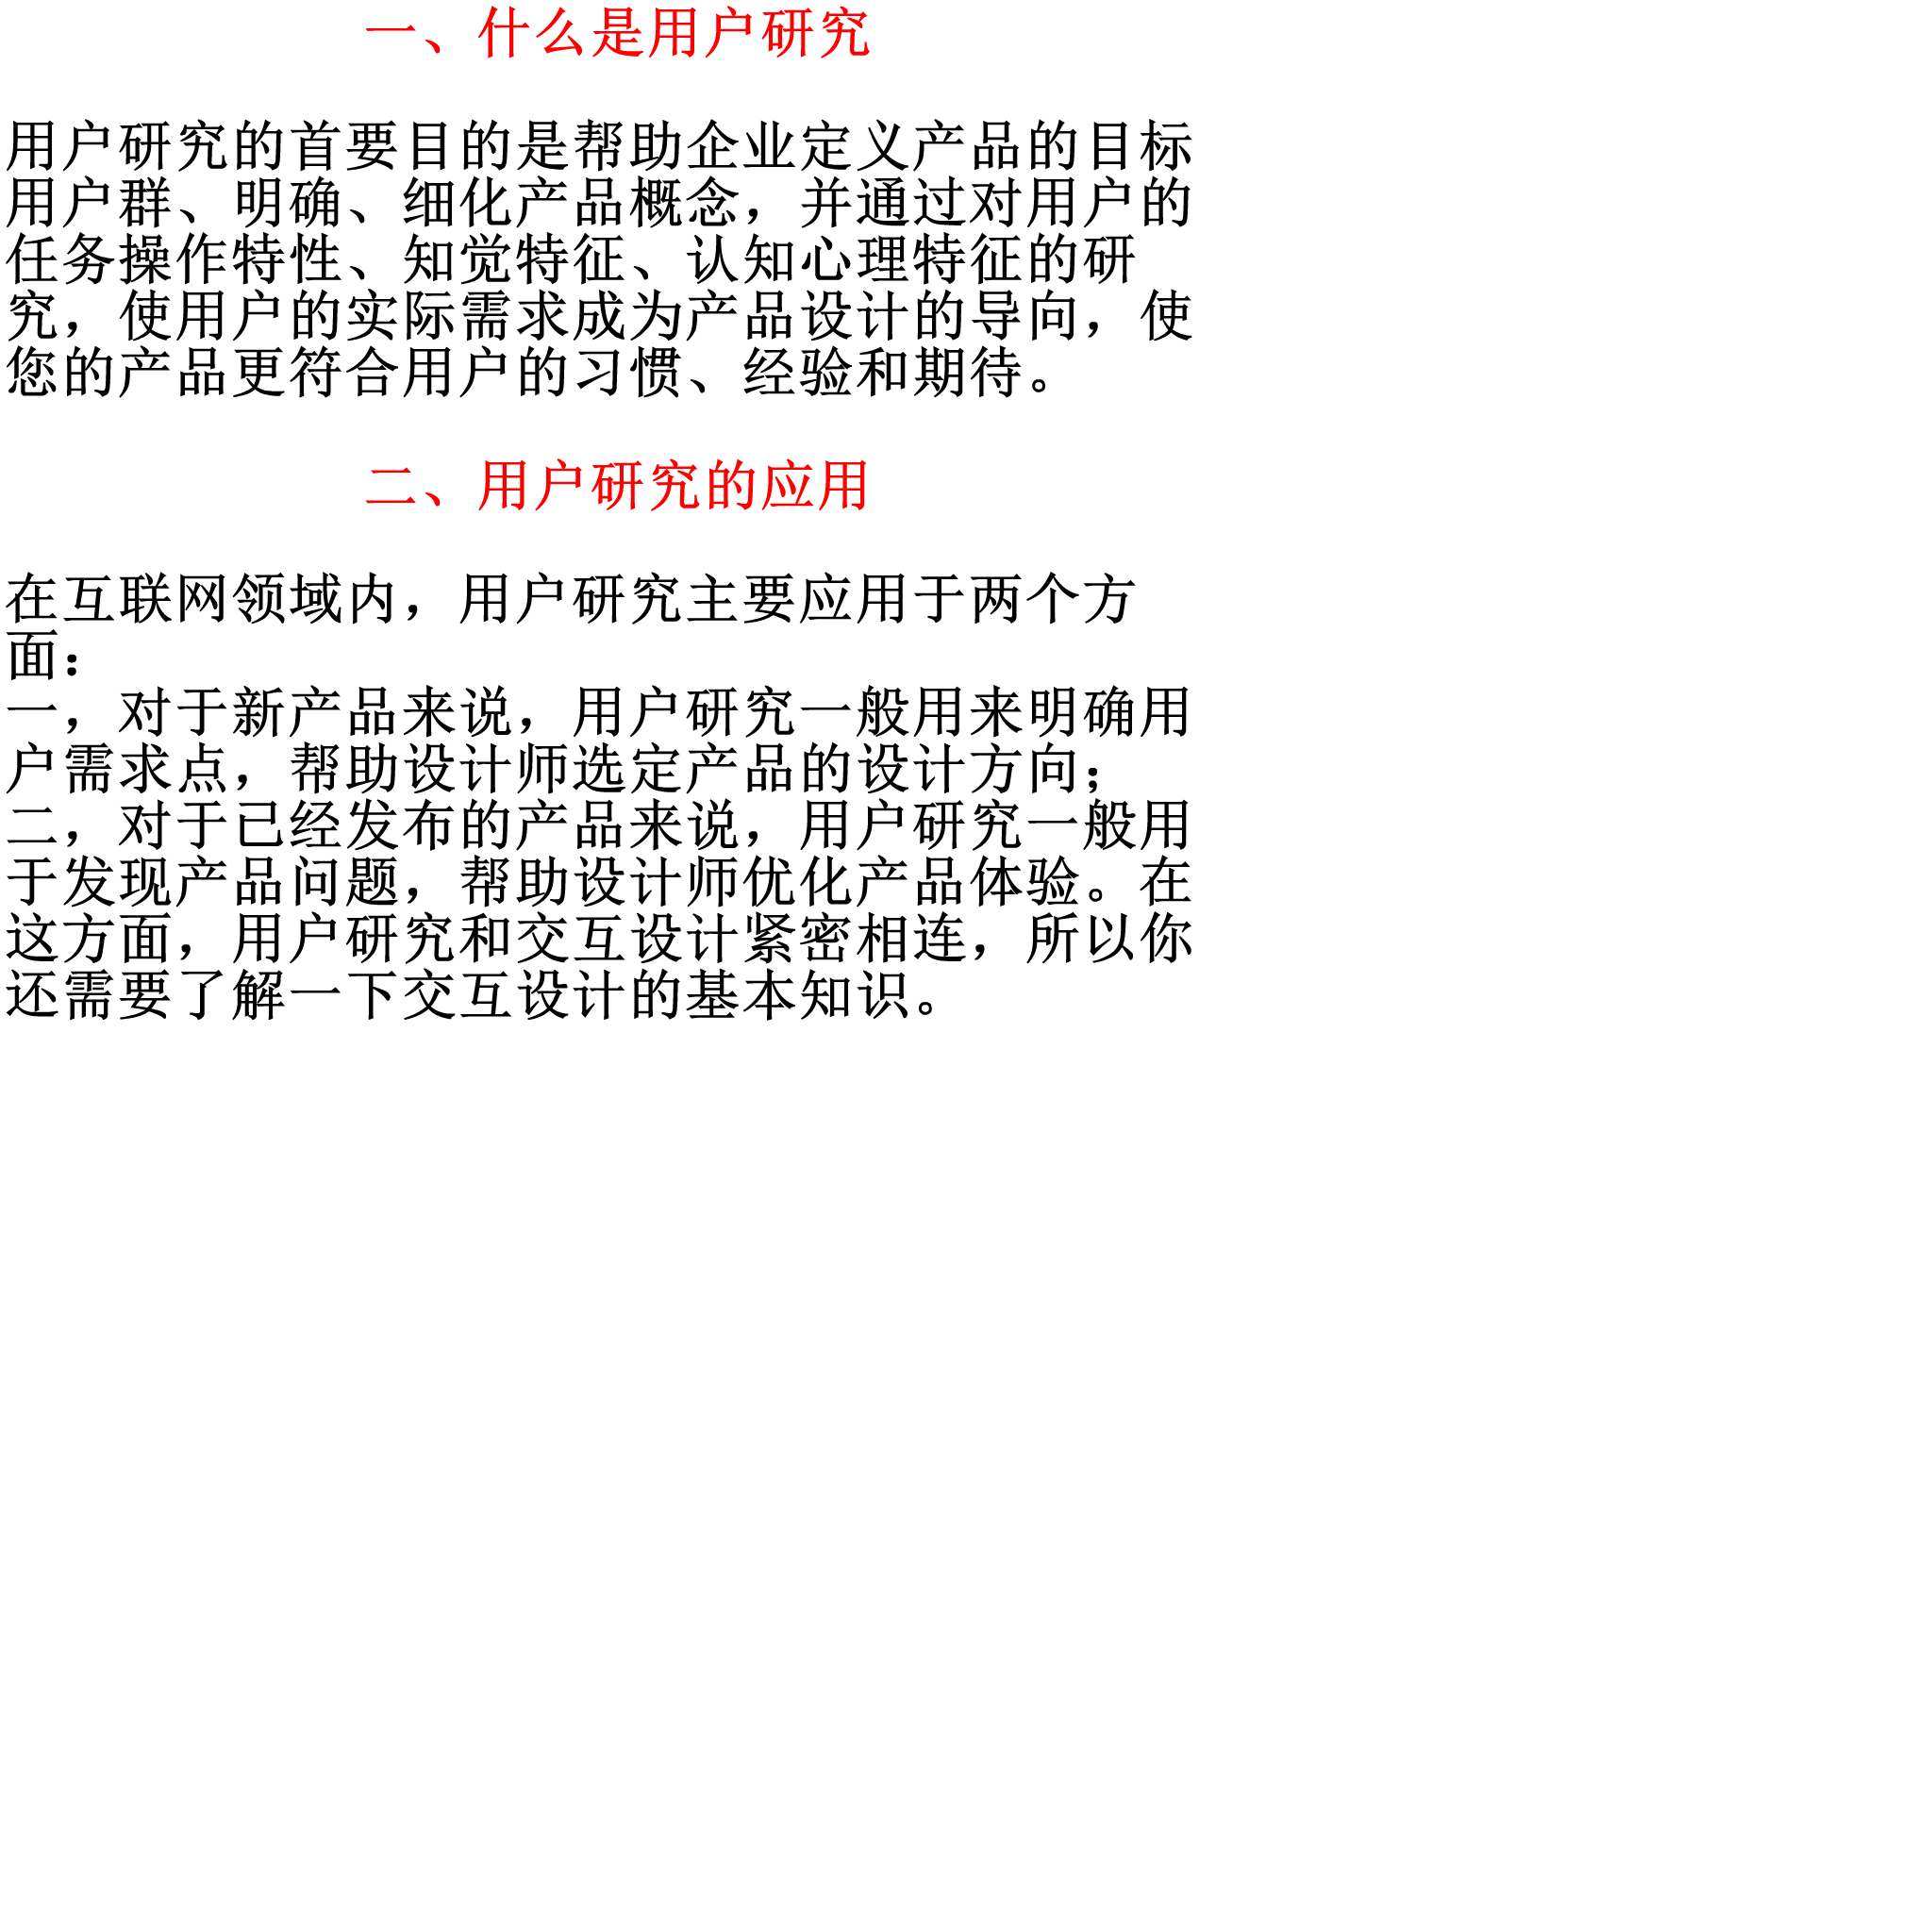 一、什么是用户研究
用户研究的首要目的是帮助企业定义产品的目标
用户群、明确、细化产品概念，并通过对用户的
任务操作特性、知觉特征、认知心理特征的研
究，使用户的实际需求成为产品设计的导向，使
您的产品更符合用户的习惯、经验和期待。
二、用户研究的应用
在互联网领域内，用户研究主要应用于两个方
面：
一，对于新产品来说，用户研究一般用来明确用
户需求点，帮助设计师选定产品的设计方向；
二，对于已经发布的产品来说，用户研究一般用
于发现产品问题，帮助设计师优化产品体验。在
这方面，用户研究和交互设计紧密相连，所以你
还需要了解一下交互设计的基本知识。